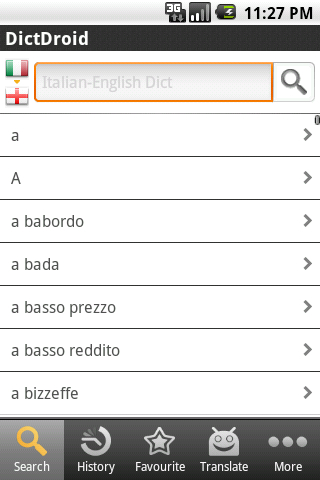 3G 11:27 PM
DictDroid
Italian-English Dict
a
A
a babordo
a bada
a basso prezzo
a basso reddito
a bizzeffe
Search History Favourite Translate More